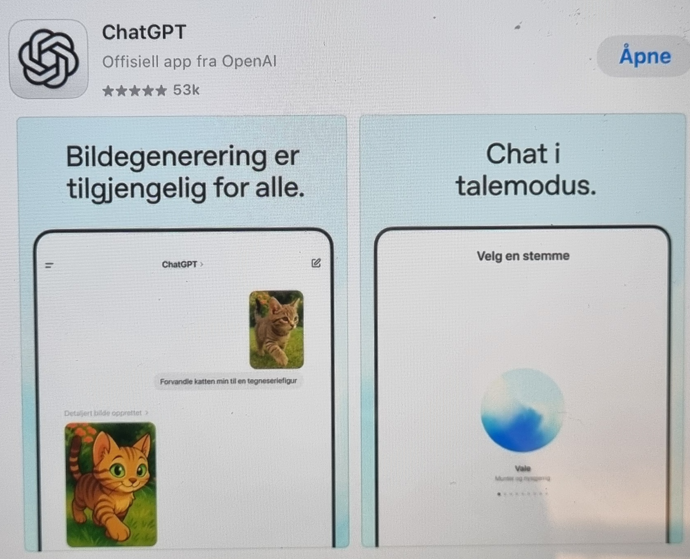 ChatGPT
Offisiell app fra OpenAI
★★★★★ 53k
Åpne
Bildegenerering er
tilgjengelig for alle.
ChatGPT ›
Forvandle katten min til en tegneseriefigur
Detaljert bilde opprettet ›
Chat i
talemodus.
Velg en stemme
Vale